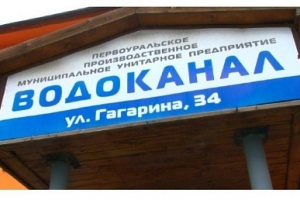 ПЕРВОУРАЛЬСКОЕ
ПРОИЗВОДСТВЕННОЕ
МУНИЦИПАЛЬНОЕ УНИТАРНОЕ ПРЕДПРИЯТИЕ
ВОДОКАНАЛ
ул. Гагарина, 34